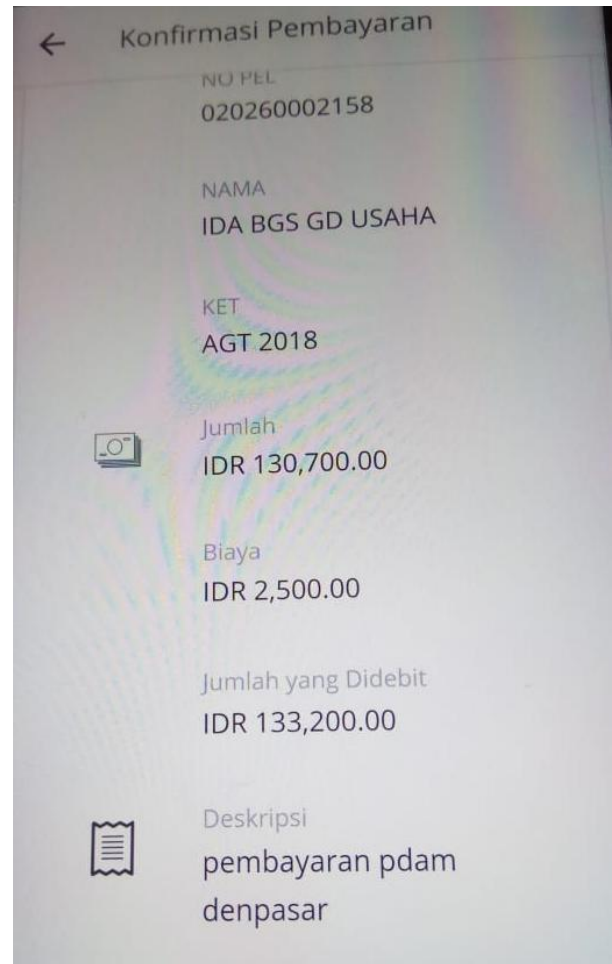 Konfirmasi Pembayaran
NO PEL
020260002158
NAMA
IDA BGS GD USAHA
KET
AGT 2018
Jumlah
IDR 130,700.00
Biaya
IDR 2,500.00
Jumlah yang Didebit
IDR 133,200.00
Deskripsi
pembayaran pdam
denpasar